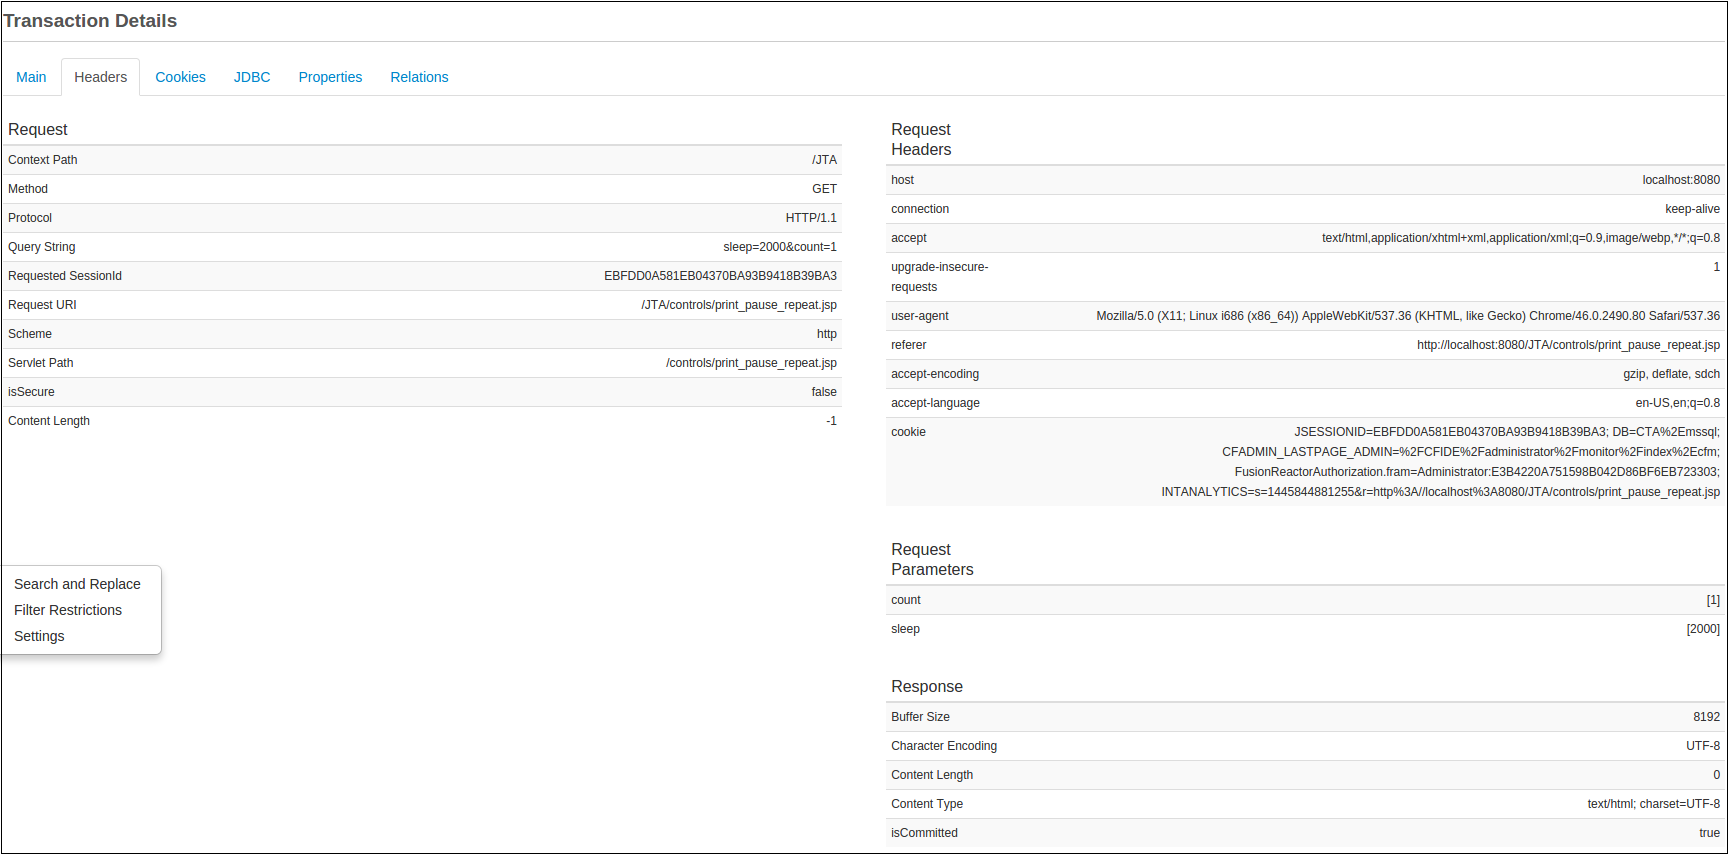 Transaction Details
Main Headers Cookies JDBC Properties Relations
Request
Context Path /JTA
Method GET
Protocol HTTP/1.1
Query String sleep=2000&count=1
Requested SessionId EBFDD0A581EB04370BA93B9418B39BA3
Request URI /JTA/controls/print_pause_repeat.jsp
Scheme http
Servlet Path /controls/print_pause_repeat.jsp
isSecure false
Content Length -1
Search and Replace
Filter Restrictions
Settings
Request
Headers
host localhost:8080
connection keep-alive
accept text/html,application/xhtml+xml,application/xml;q=0.9,image/webp,*/*;q=0.8
upgrade-insecure- 1
requests
user-agent Mozilla/5.0 (X11; Linux i686 (x86_64)) AppleWebKit/537.36 (KHTML, like Gecko) Chrome/46.0.2490.80 Safari/537.36
referer http://localhost:8080/JTA/controls/print_pause_repeat.jsp
accept-encoding gzip, deflate, sdch
accept-language en-US,en;q=0.8
cookie JSESSIONID=EBFDD0A581EB04370BA93B9418B39BA3; DB=CTA%2Emssql;
CFADMIN_LASTPAGE_ADMIN=%2FCFIDE%2Fadministrator%2Fmonitor%2Findex%2Ecfm;
FusionReactorAuthorization.fram=Administrator:E3B4220A751598B042D86BF6EB723303;
INTANALYTICS=s=1445844881255&r=http%3A//localhost%3A8080/JTA/controls/print_pause_repeat.jsp
Request
Parameters
count [1]
sleep [2000]
Response
Buffer Size 8192
Character Encoding UTF-8
Content Length 0
Content Type text/html; charset=UTF-8
isCommitted true